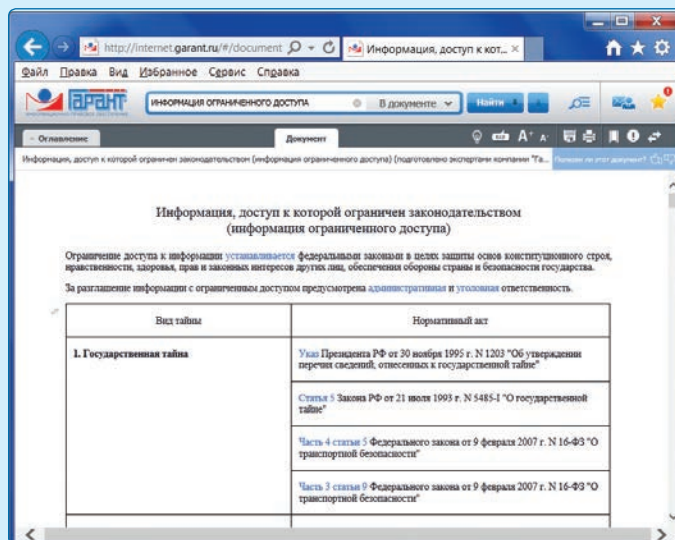 http://internet.garant.ru/#/document
Информация, доступ к кот...
Файл Правка Вид Избранное Сервис Справка
ГАРАНТ
ИНФОРМАЦИОННО-ПРАВОВОЕ ОБЕСПЕЧЕНИЕ
ИНФОРМАЦИЯ ОГРАНИЧЕННОГО ДОСТУПА
В документе
Найти
Оглавление
Документ
A+ A-
Информация, доступ к которой ограничен законодательством (информация ограниченного доступа) (подготовлено экспертами компании "Га...
Полезен ли этот документ?
Информация, доступ к которой ограничен законодательством
(информация ограниченного доступа)
Ограничение доступа к информации устанавливается федеральными законами в целях защиты основ конституционного строя,
нравственности, здоровья, прав и законных интересов других лиц, обеспечения обороны страны и безопасности государства.
За разглашение информации с ограниченным доступом предусмотрена административная и уголовная ответственность.
Вид тайны
Нормативный акт
1. Государственная тайна
Указ Президента РФ от 30 ноября 1995 г. N 1203 "Об утверждении
перечня сведений, отнесенных к государственной тайне"
Статья 5 Закона РФ от 21 июля 1993 г. N 5485-I "О государственной
тайне"
Часть 4 статьи 5 Федерального закона от 9 февраля 2007 г. N 16-ФЗ "О
транспортной безопасности"
Часть 3 статьи 9 Федерального закона от 9 февраля 2007 г. N 16-ФЗ "О
транспортной безопасности"